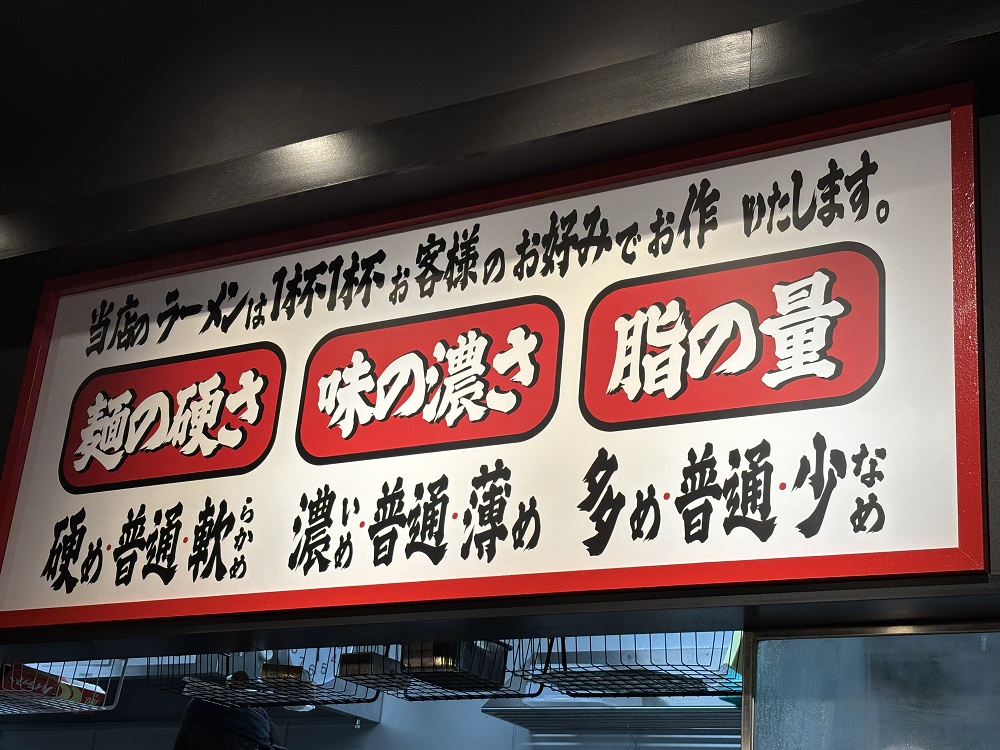 当店のラーメンは1杯1杯お客様のお好みでお作いたします。
麺の硬さ 味の濃さ 脂の量
硬め・普通・軟らかめ 濃いめ・普通・薄め 多め・普通・少なめ